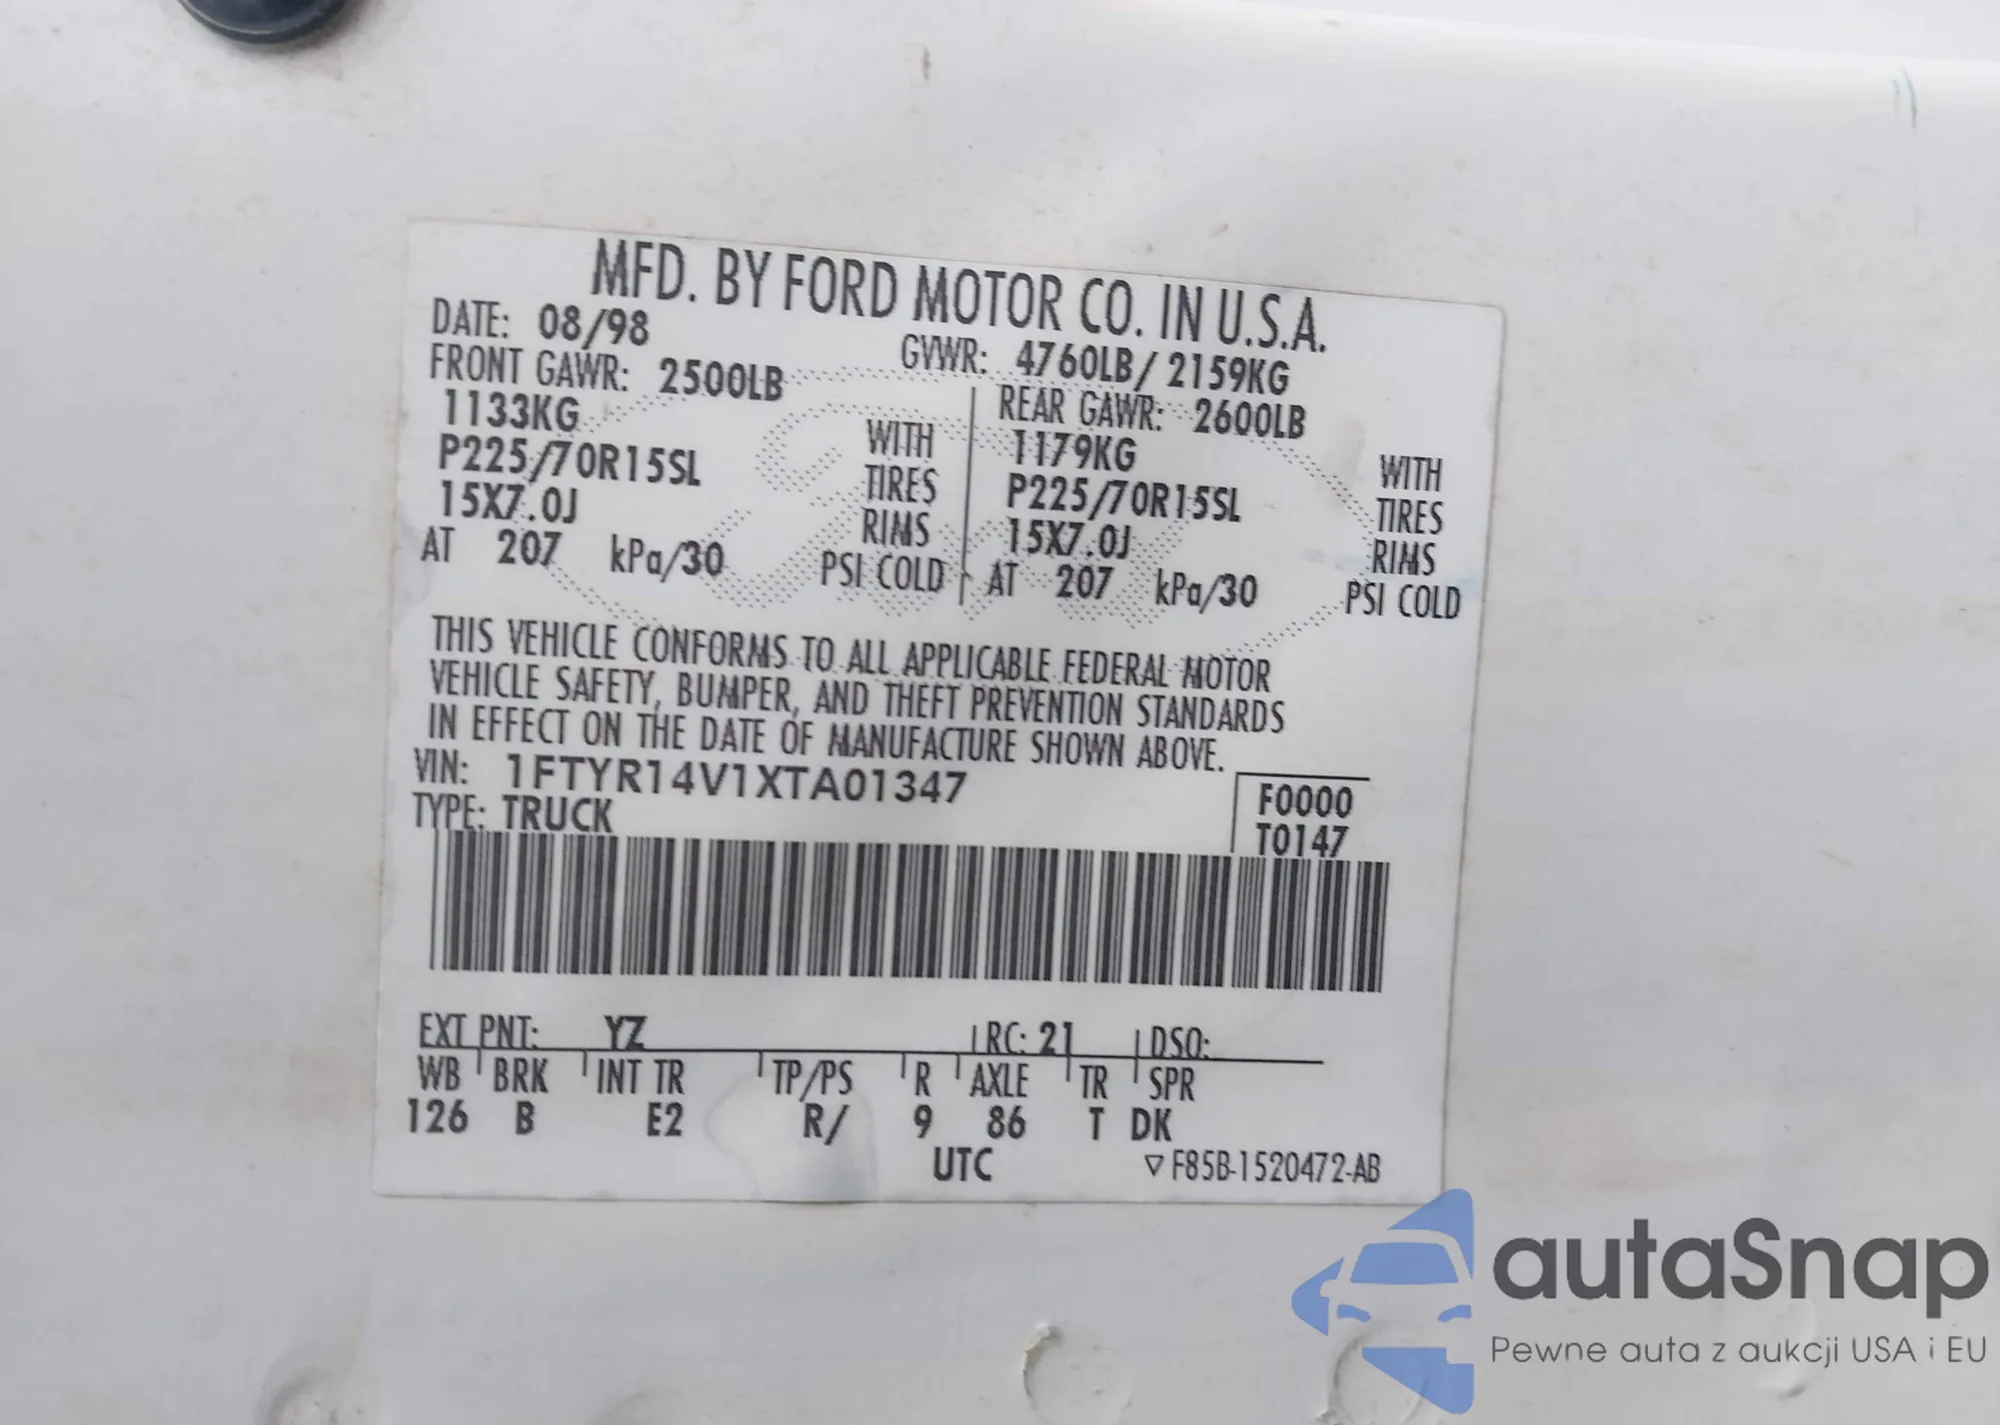 MFD. BY FORD MOTOR CO. IN U.S.A.
DATE: 08/98 GVWR: 4760LB/2159KG
FRONT GAWR: 2500LB REAR GAWR: 2600LB
1133KG WITH 1179KG WITH
P225/70R15SL TIRES P225/70R15SL TIRES
15X7.0J RIMS 15X7.0J RIMS
AT 207 kPa/30 PSI COLD AT 207 kPa/30 PSI COLD
THIS VEHICLE CONFORMS TO ALL APPLICABLE FEDERAL MOTOR
VEHICLE SAFETY, BUMPER, AND THEFT PREVENTION STANDARDS
IN EFFECT ON THE DATE OF MANUFACTURE SHOWN ABOVE.
VIN: 1FTYR14V1XTA01347 F0000
TYPE: TRUCK T0147
EXT PNT: YZ RC: 21 DSO:
WB BRK INT TR TP/PS R AXLE TR SPR
126 B E2 R/ 9 86 T DK
UTC ▽F85B-1520472-AB
autaSnap
Pewne auta z aukcji USA i EU